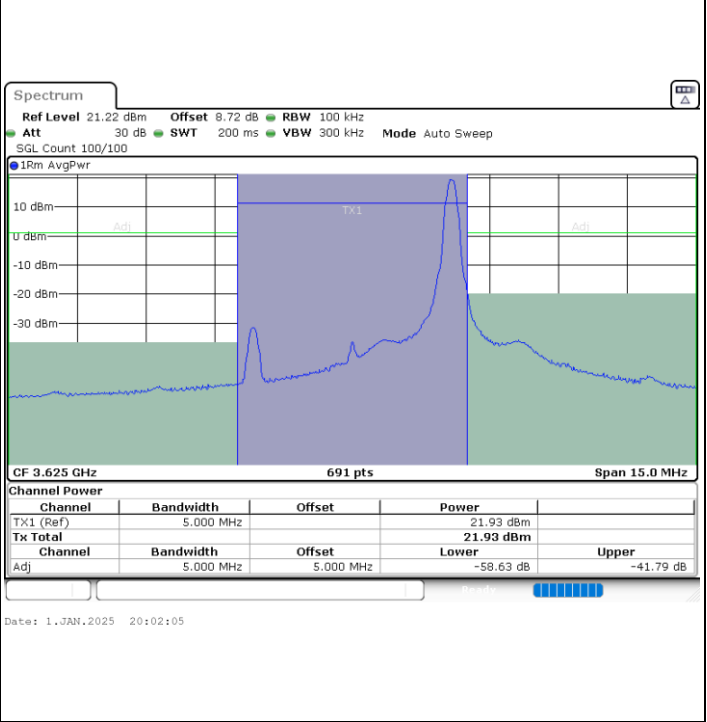 Spectrum
Ref Level 21.22 dBm Offset 8.72 dB RBW 100 kHz
Att 30 dB SWT 200 ms VBW 300 kHz Mode Auto Sweep
SGL Count 100/100
1Rm AvgPwr
10 dBm
TX1
Adj
Adj
0 dBm
-10 dBm
-20 dBm
-30 dBm
CF 3.625 GHz 691 pts Span 15.0 MHz
Channel Power
Channel Bandwidth Offset Power
TX1 (Ref) 5.000 MHz 21.93 dBm
Tx Total 21.93 dBm
Channel Bandwidth Offset Lower Upper
Adj 5.000 MHz 5.000 MHz -58.63 dB -41.79 dB
Ready
Date: 1.JAN.2025 20:02:05